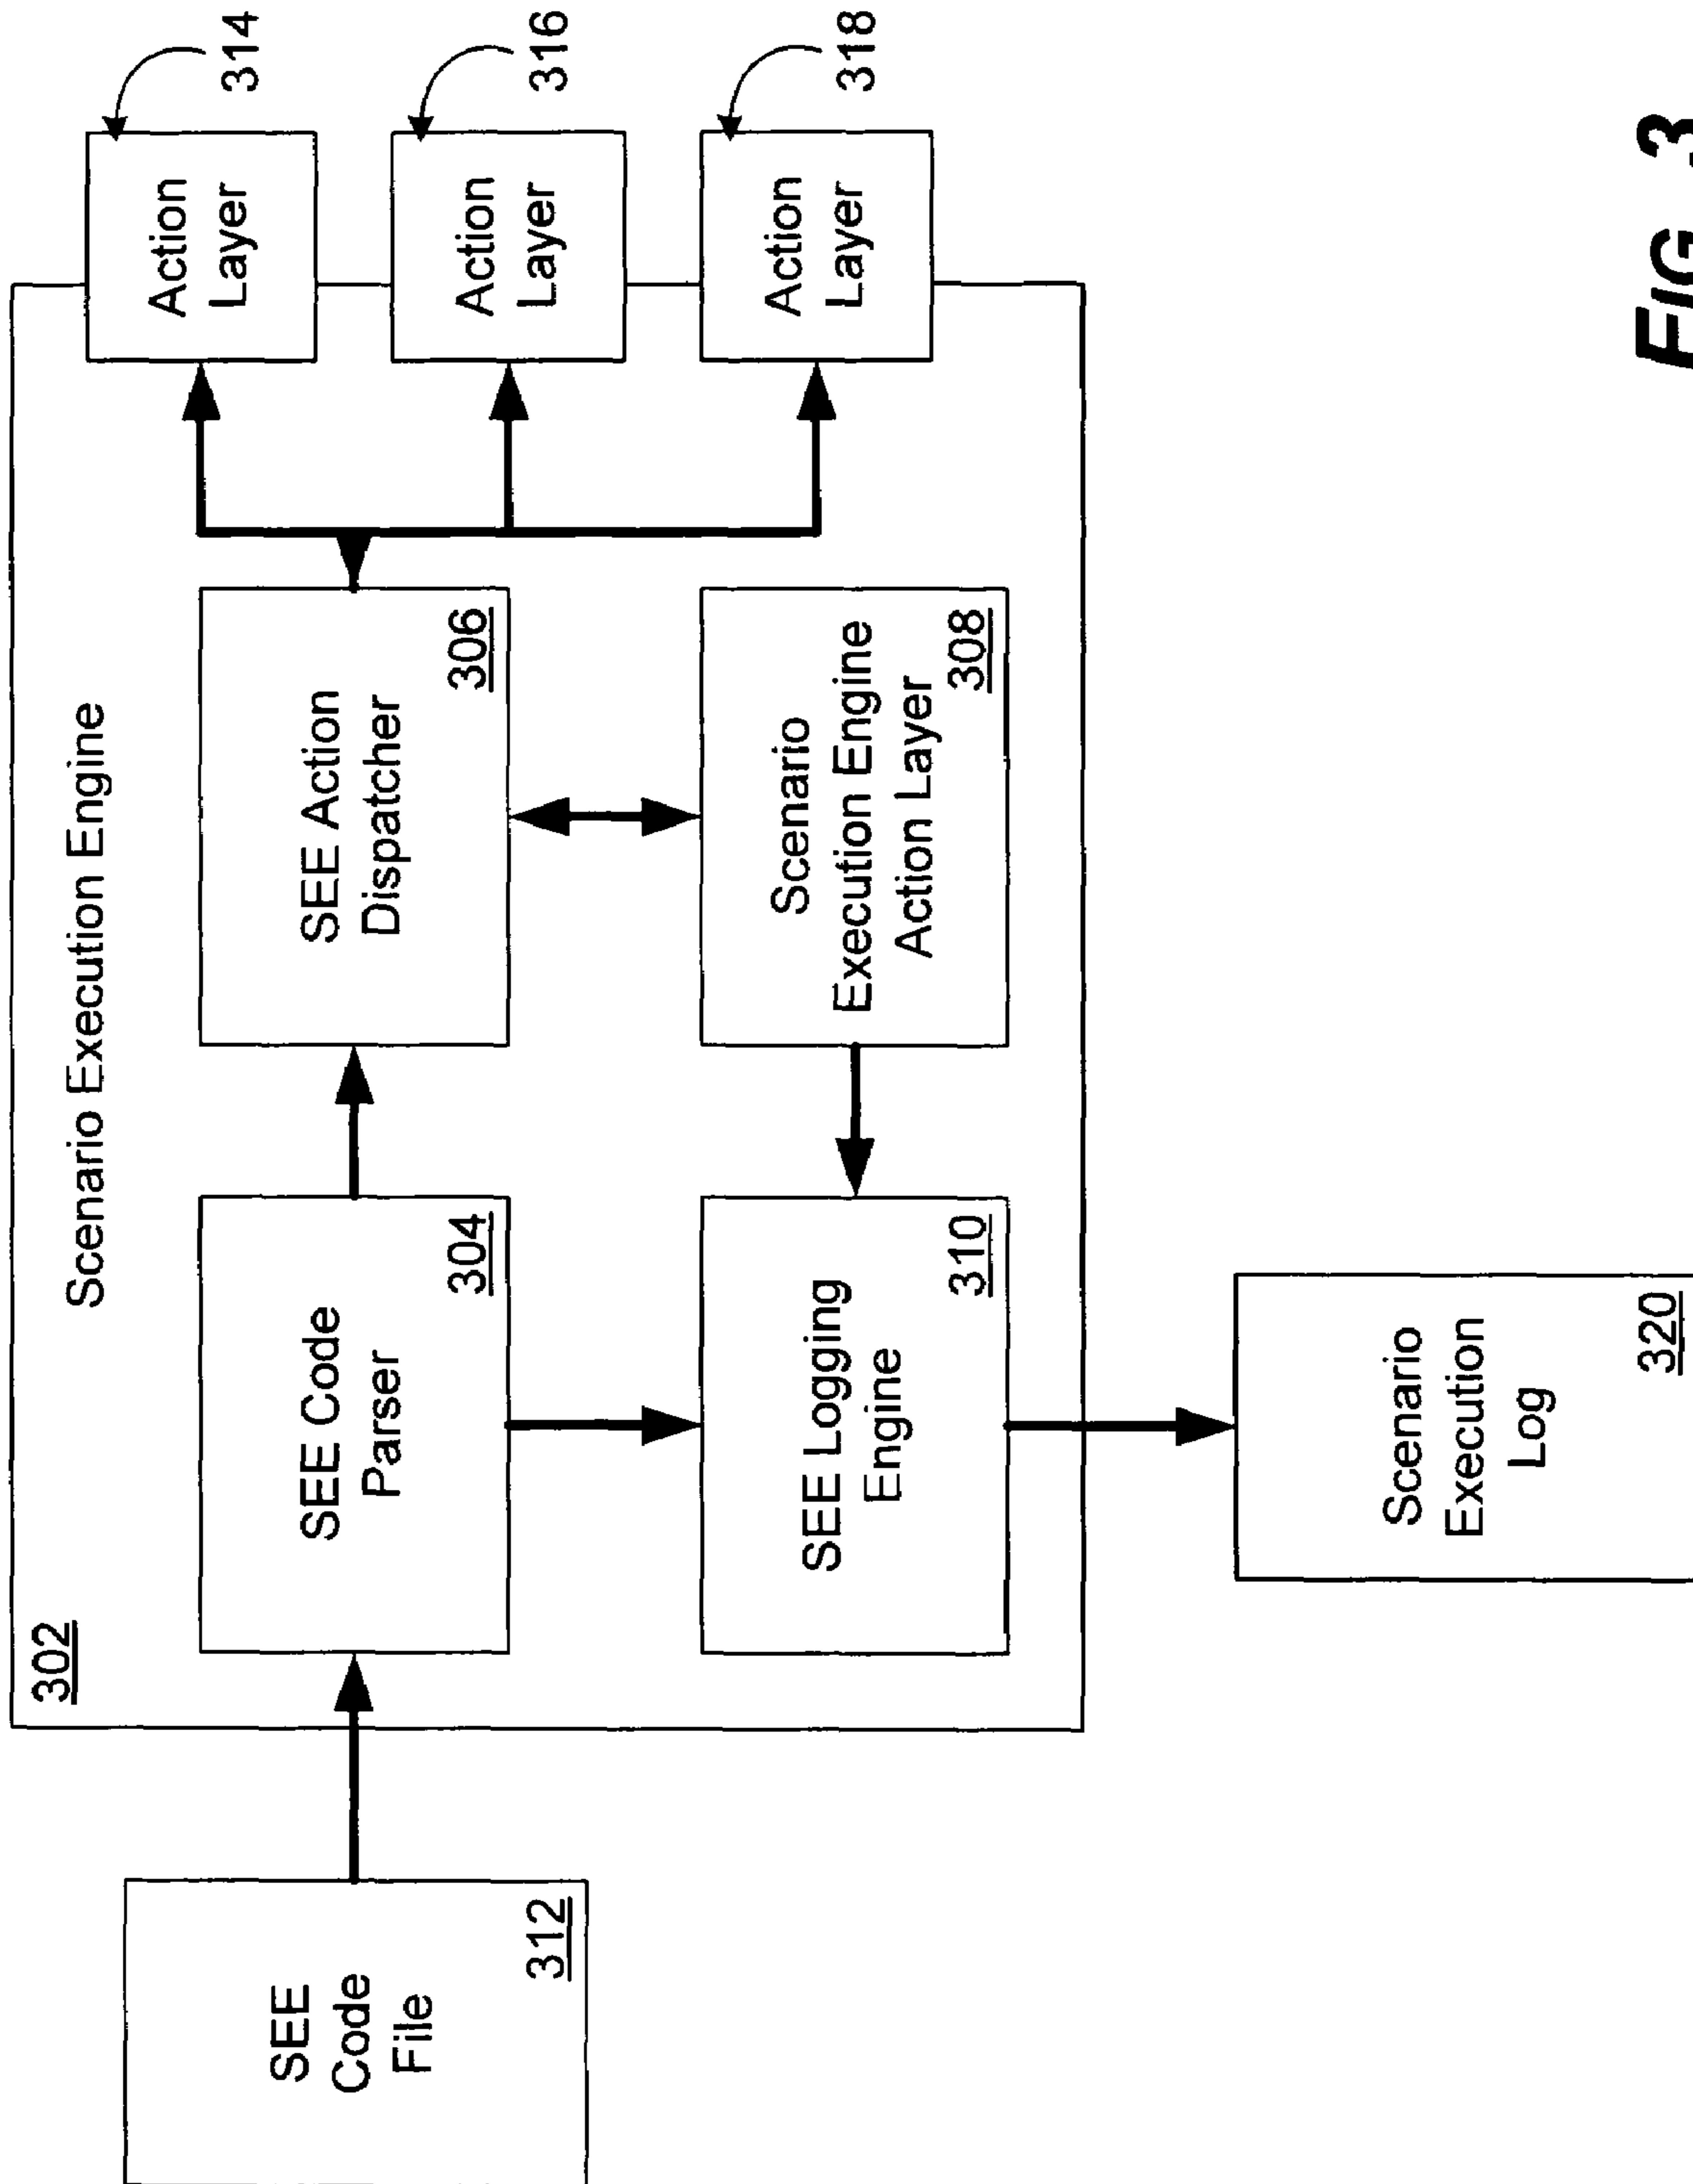 Scenario Execution Engine
302
SEE
Code
File
312
SEE Code
Parser
304
SEE Action
Dispatcher
306
Action
Layer
314
Action
Layer
316
Action
Layer
318
SEE Logging
Engine
310
Scenario
Execution Engine
Action Layer
308
Scenario
Execution
Log
320
FIG. 3